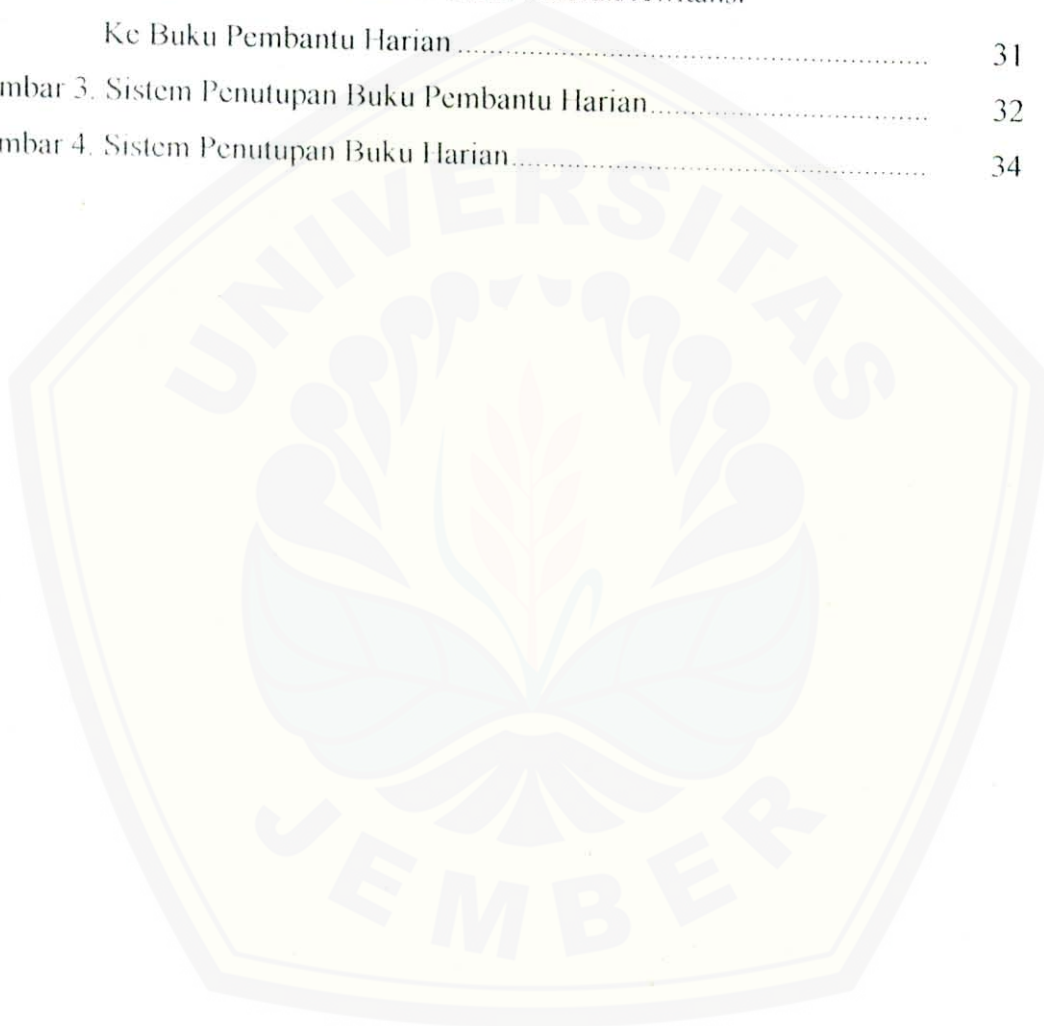 Ke Buku Pembantu Harian ........ 31
mbar 3. Sistem Penutupan Buku Pembantu Harian ........ 32
mbar 4. Sistem Penutupan Buku Harian ........ 34
UNIVERSITAS
JEMBER